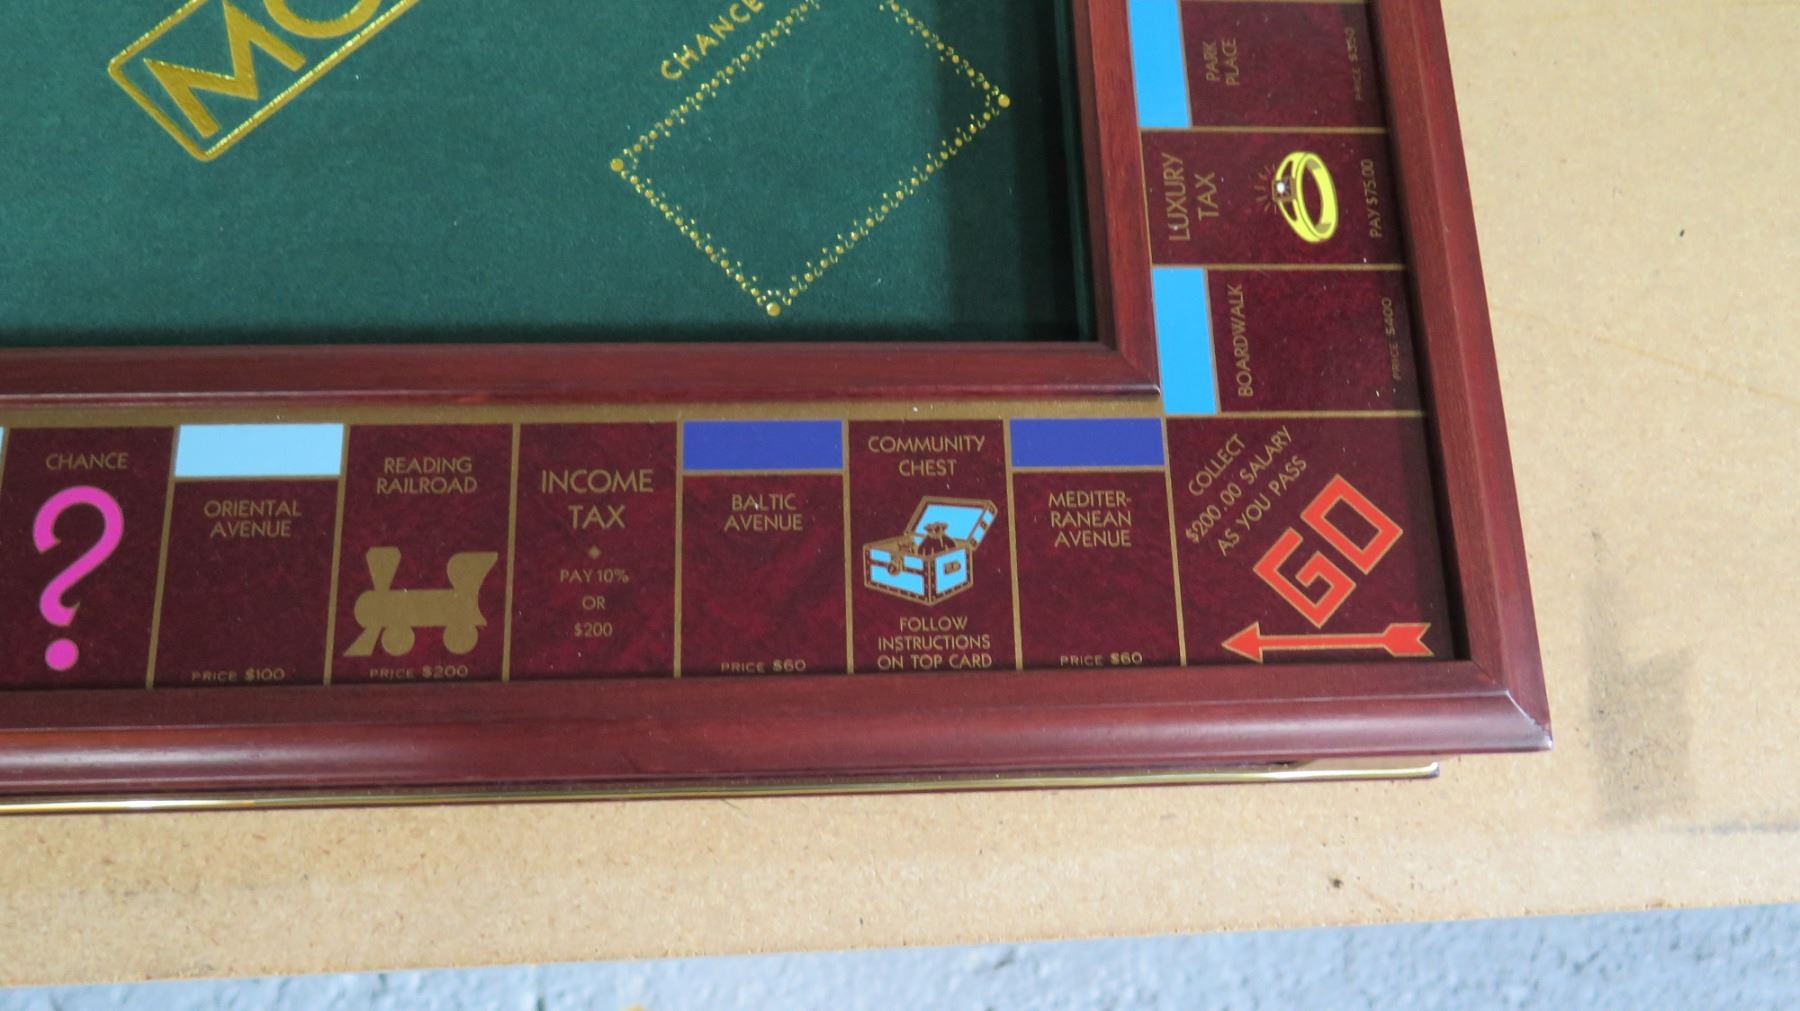 MO
CHANCE
PARK
PLACE
PRICE $350
LUXURY
TAX
PAY $75.00
BOARDWALK
PRICE $400
CHANCE
ORIENTAL
AVENUE
PRICE $100
READING
RAILROAD
PRICE $200
INCOME
TAX
PAY 10%
OR
$200
BALTIC
AVENUE
PRICE $60
COMMUNITY
CHEST
FOLLOW
INSTRUCTIONS
ON TOP CARD
MEDITER-
RANEAN
AVENUE
PRICE $60
COLLECT
$200.00 SALARY
AS YOU PASS
GO